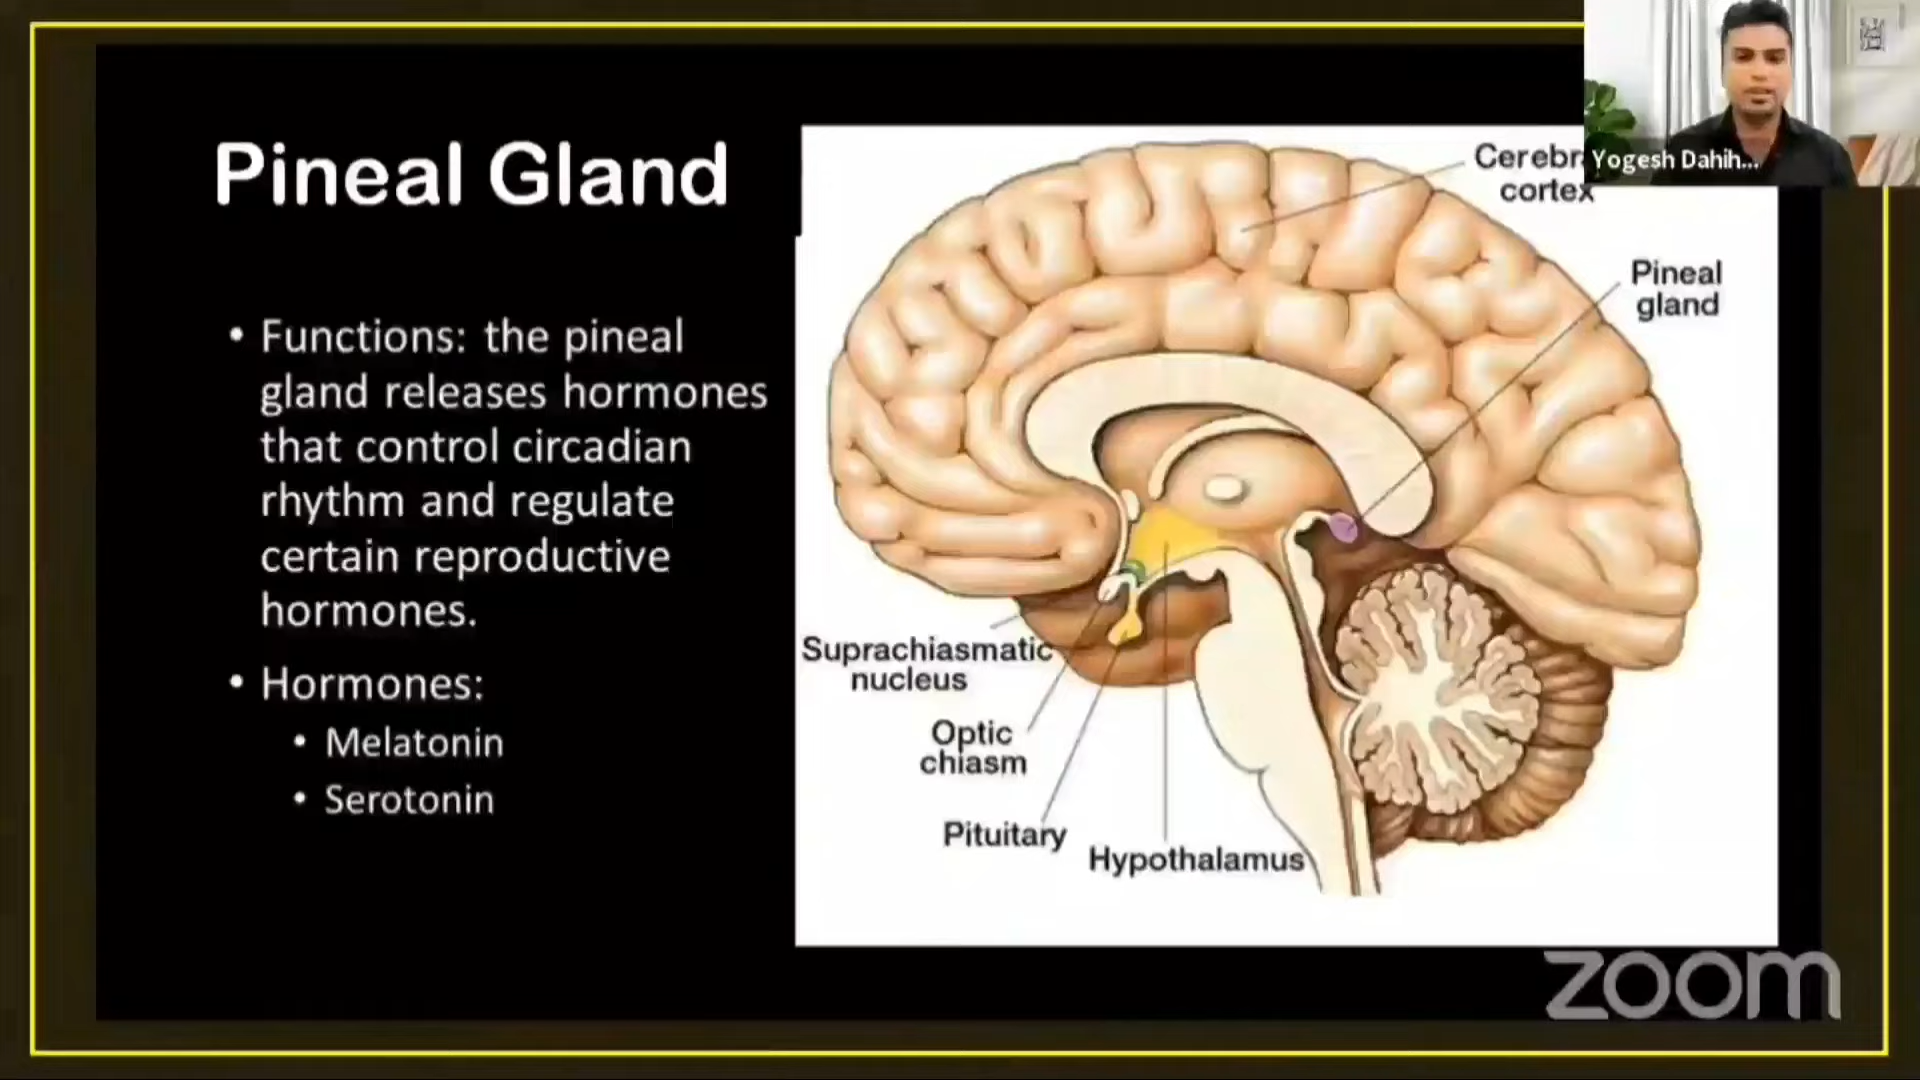 Pineal Gland
• Functions: the pineal
gland releases hormones
that control circadian
rhythm and regulate
certain reproductive
hormones.
• Hormones:
• Melatonin
• Serotonin
cortex
Pineal
gland
Suprachiasmatic
nucleus
Optic
chiasm
Pituitary
Hypothalamus
Yogesh Dahih...
zoom